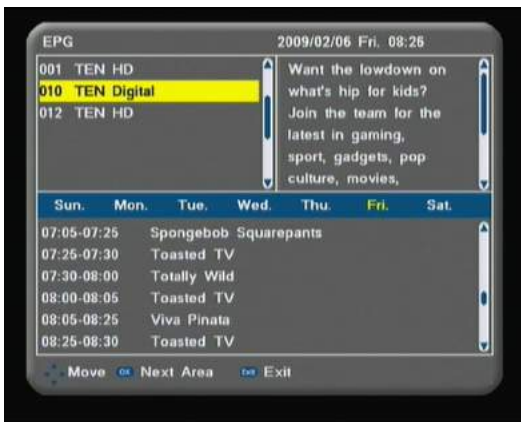 EPG 2009/02/06 Fri. 08:26
001 TEN HD
010 TEN Digital
012 TEN HD
Want the lowdown on
what's hip for kids?
Join the team for the
latest in gaming,
sport, gadgets, pop
culture, movies,
Sun. Mon. Tue. Wed. Thu. Fri. Sat.
07:05-07:25 Spongebob Squarepants
07:25-07:30 Toasted TV
07:30-08:00 Totally Wild
08:00-08:05 Toasted TV
08:05-08:25 Viva Pinata
08:25-08:30 Toasted TV
Move OK Next Area Exit Exit